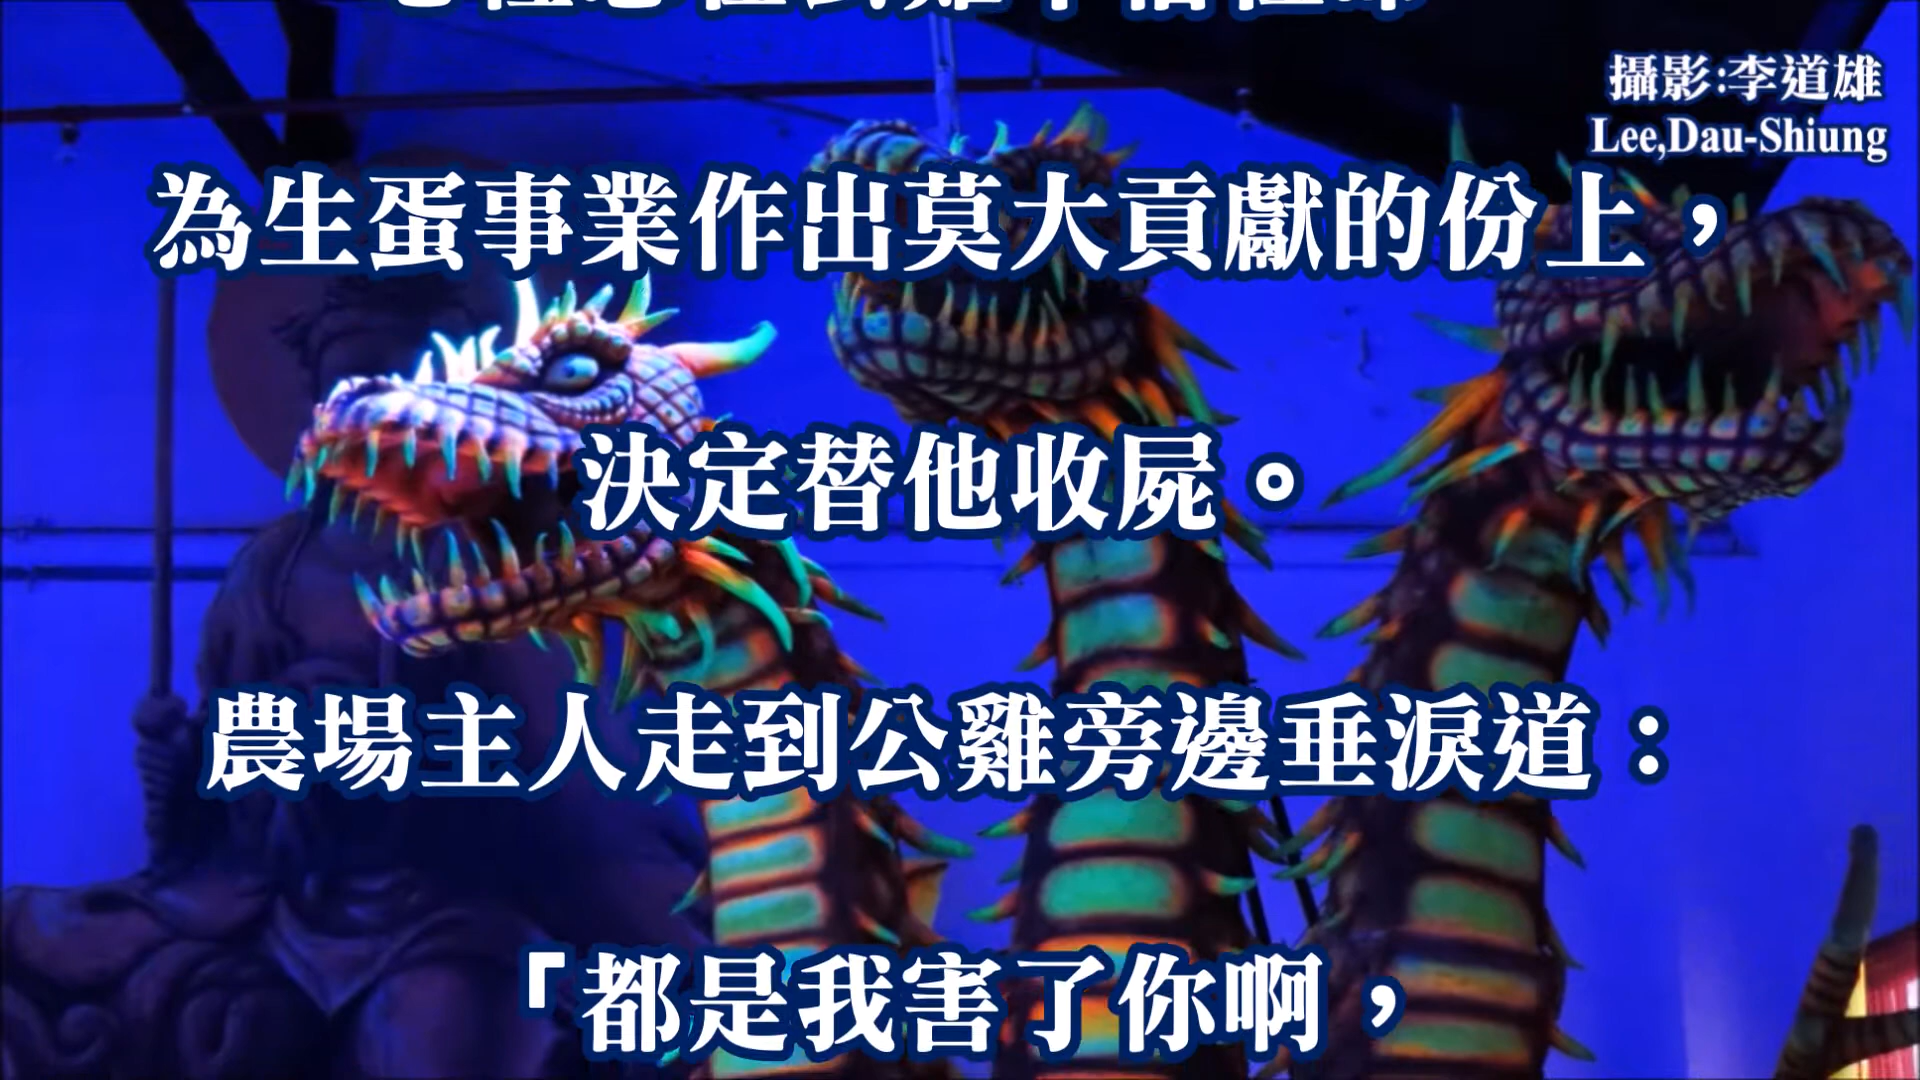 攝影:李道雄
Lee,Dau-Shiung
為生蛋事業作出莫大貢獻的份上，
決定替他收屍。
農場主人走到公雞旁邊垂淚道：
「都是我害了你啊，